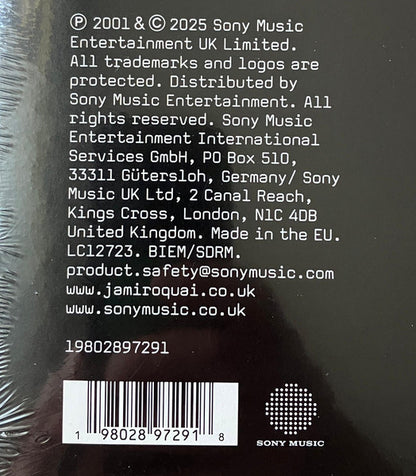 ℗ 2001 & © 2025 Sony Music
Entertainment UK Limited.
All trademarks and logos are
protected. Distributed by
Sony Music Entertainment. All
rights reserved. Sony Music
Entertainment International
Services GmbH, PO Box 510,
33311 Gütersloh, Germany/ Sony
Music UK Ltd, 2 Canal Reach,
Kings Cross, London, N1C 4DB
United Kingdom. Made in the EU.
LC12723. BIEM/SDRM.
product.safety@sonymusic.com
www.jamiroquai.co.uk
www.sonymusic.co.uk
19802897291
1 98028 97291 8
SONY MUSIC